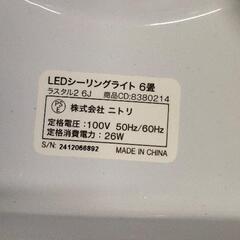 LEDシーリングライト 6畳
ラスタル2 6J 商品CD:8380214
PSE
株式会社 ニトリ
定格電圧:100V 50Hz/60Hz
定格消費電力:26W
S/N: 2412066892 MADE IN CHINA